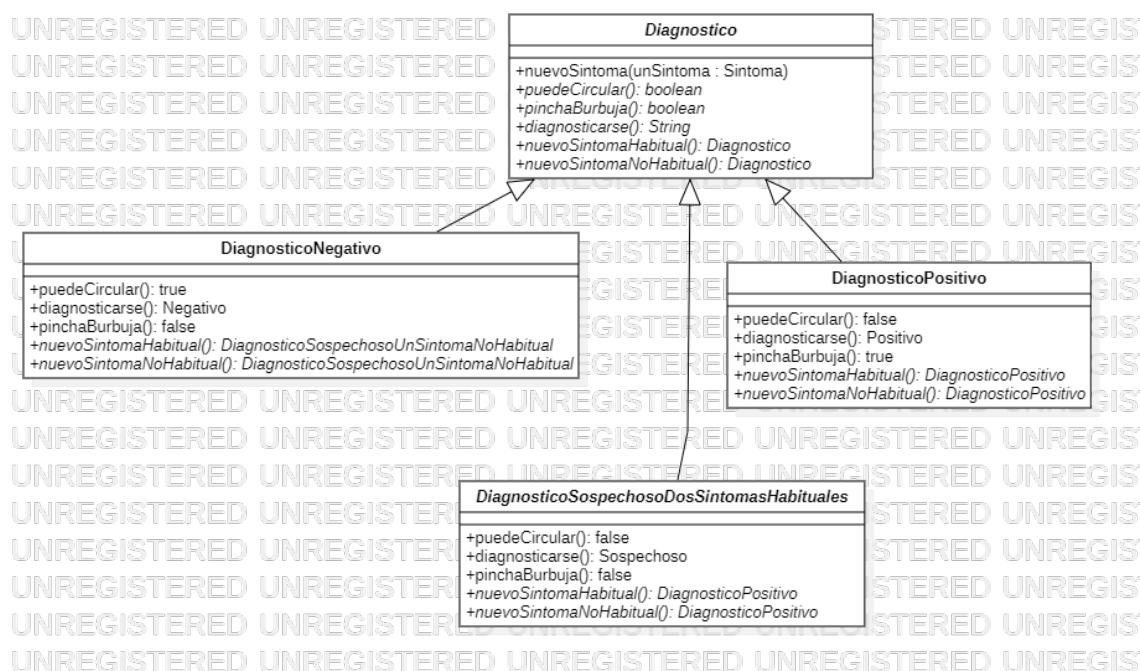 Diagnostico
+nuevoSintoma(unSintoma : Sintoma)
+puedeCircular(): boolean
+pinchaBurbuja(): boolean
+diagnosticarse(): String
+nuevoSintomaHabitual(): Diagnostico
+nuevoSintomaNoHabitual(): Diagnostico
DiagnosticoNegativo
+puedeCircular(): true
+diagnosticarse(): Negativo
+pinchaBurbuja(): false
+nuevoSintomaHabitual(): DiagnosticoSospechosoUnSintomaNoHabitual
+nuevoSintomaNoHabitual(): DiagnosticoSospechosoUnSintomaNoHabitual
DiagnosticoPositivo
+puedeCircular(): false
+diagnosticarse(): Positivo
+pinchaBurbuja(): true
+nuevoSintomaHabitual(): DiagnosticoPositivo
+nuevoSintomaNoHabitual(): DiagnosticoPositivo
DiagnosticoSospechosoDosSintomasHabituales
+puedeCircular(): false
+diagnosticarse(): Sospechoso
+pinchaBurbuja(): false
+nuevoSintomaHabitual(): DiagnosticoPositivo
+nuevoSintomaNoHabitual(): DiagnosticoPositivo
UNREGISTERED